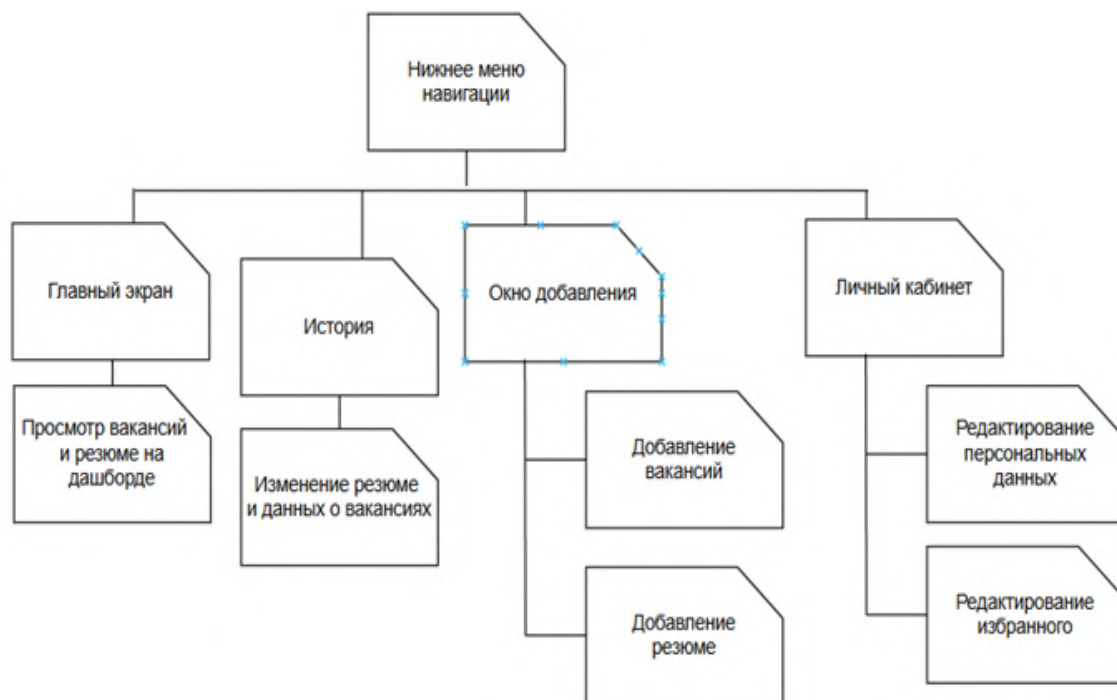 Нижнее меню
навигации
Главный экран
История
Окно добавления
Личный кабинет
Просмотр вакансий
и резюме на
дашборде
Изменение резюме
и данных о вакансиях
Добавление
вакансий
Добавление
резюме
Редактирование
персональных
данных
Редактирование
избранного